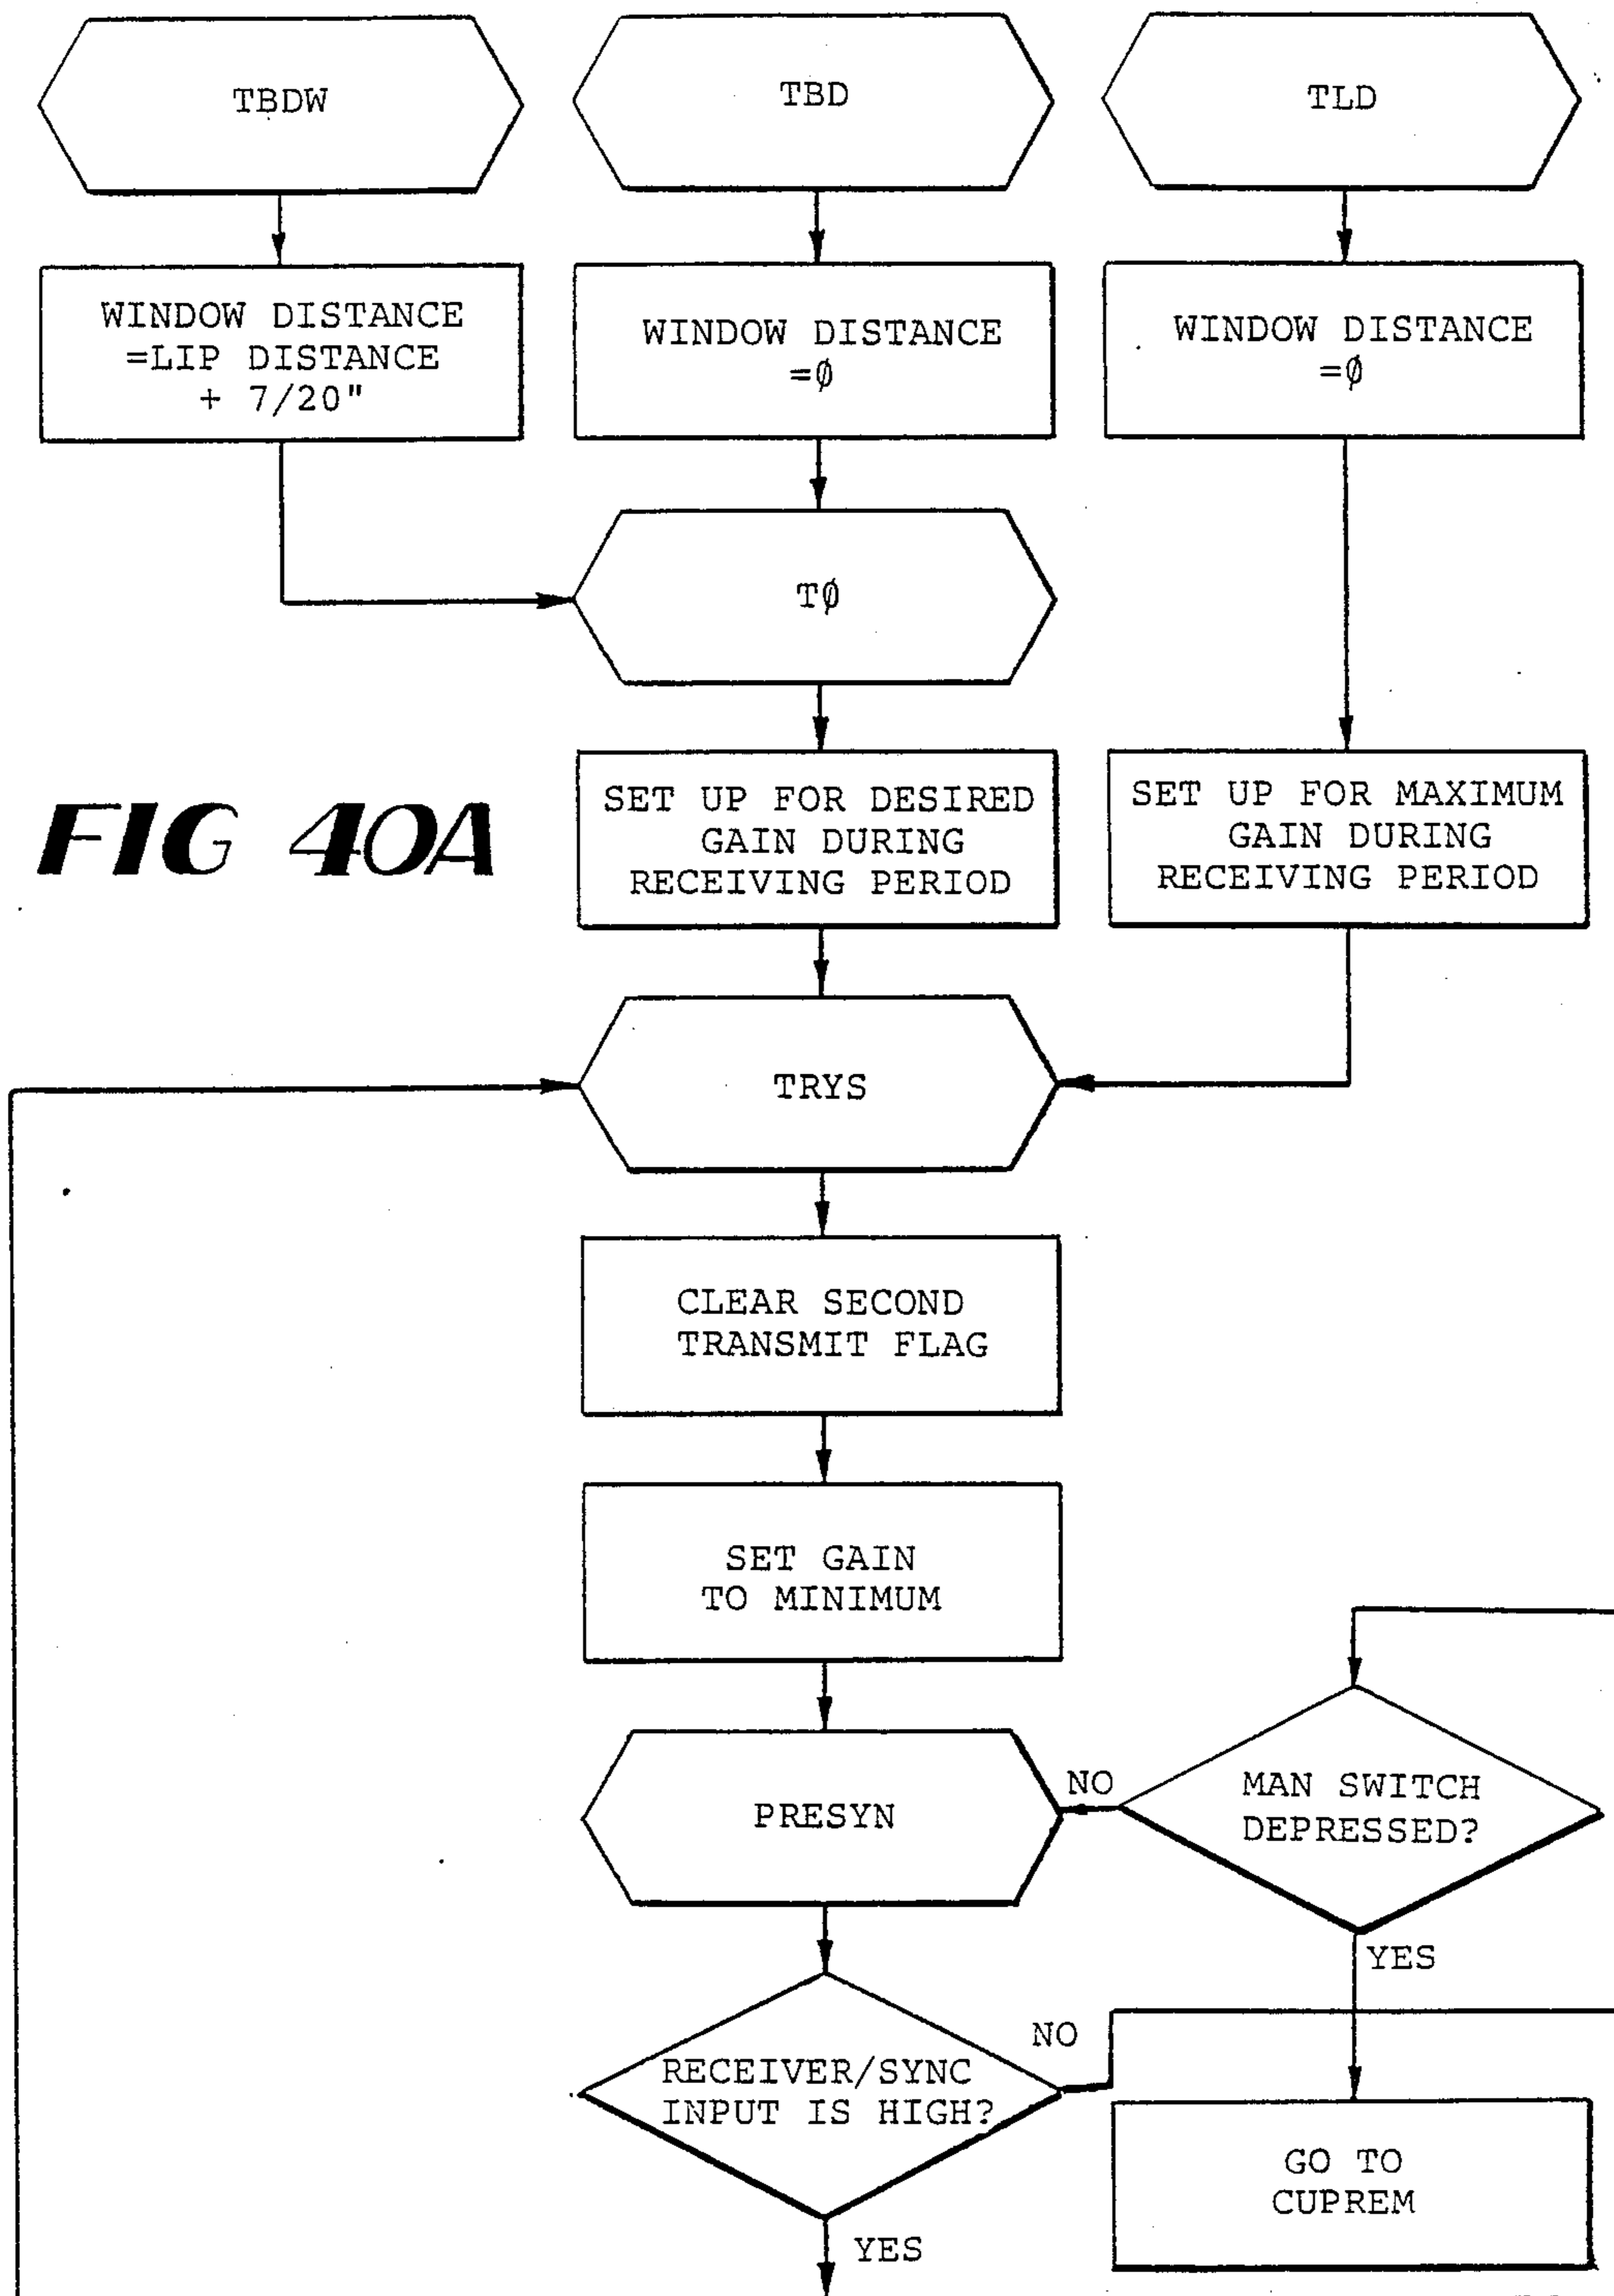 TBDW
TBD
TLD
WINDOW DISTANCE
=LIP DISTANCE
+ 7/20"
WINDOW DISTANCE
=Ø
WINDOW DISTANCE
=Ø
TØ
FIG 40A
SET UP FOR DESIRED
GAIN DURING
RECEIVING PERIOD
SET UP FOR MAXIMUM
GAIN DURING
RECEIVING PERIOD
TRYS
CLEAR SECOND
TRANSMIT FLAG
SET GAIN
TO MINIMUM
PRESYN
NO
MAN SWITCH
DEPRESSED?
YES
RECEIVER/SYNC
INPUT IS HIGH?
NO
GO TO
CUPREM
YES